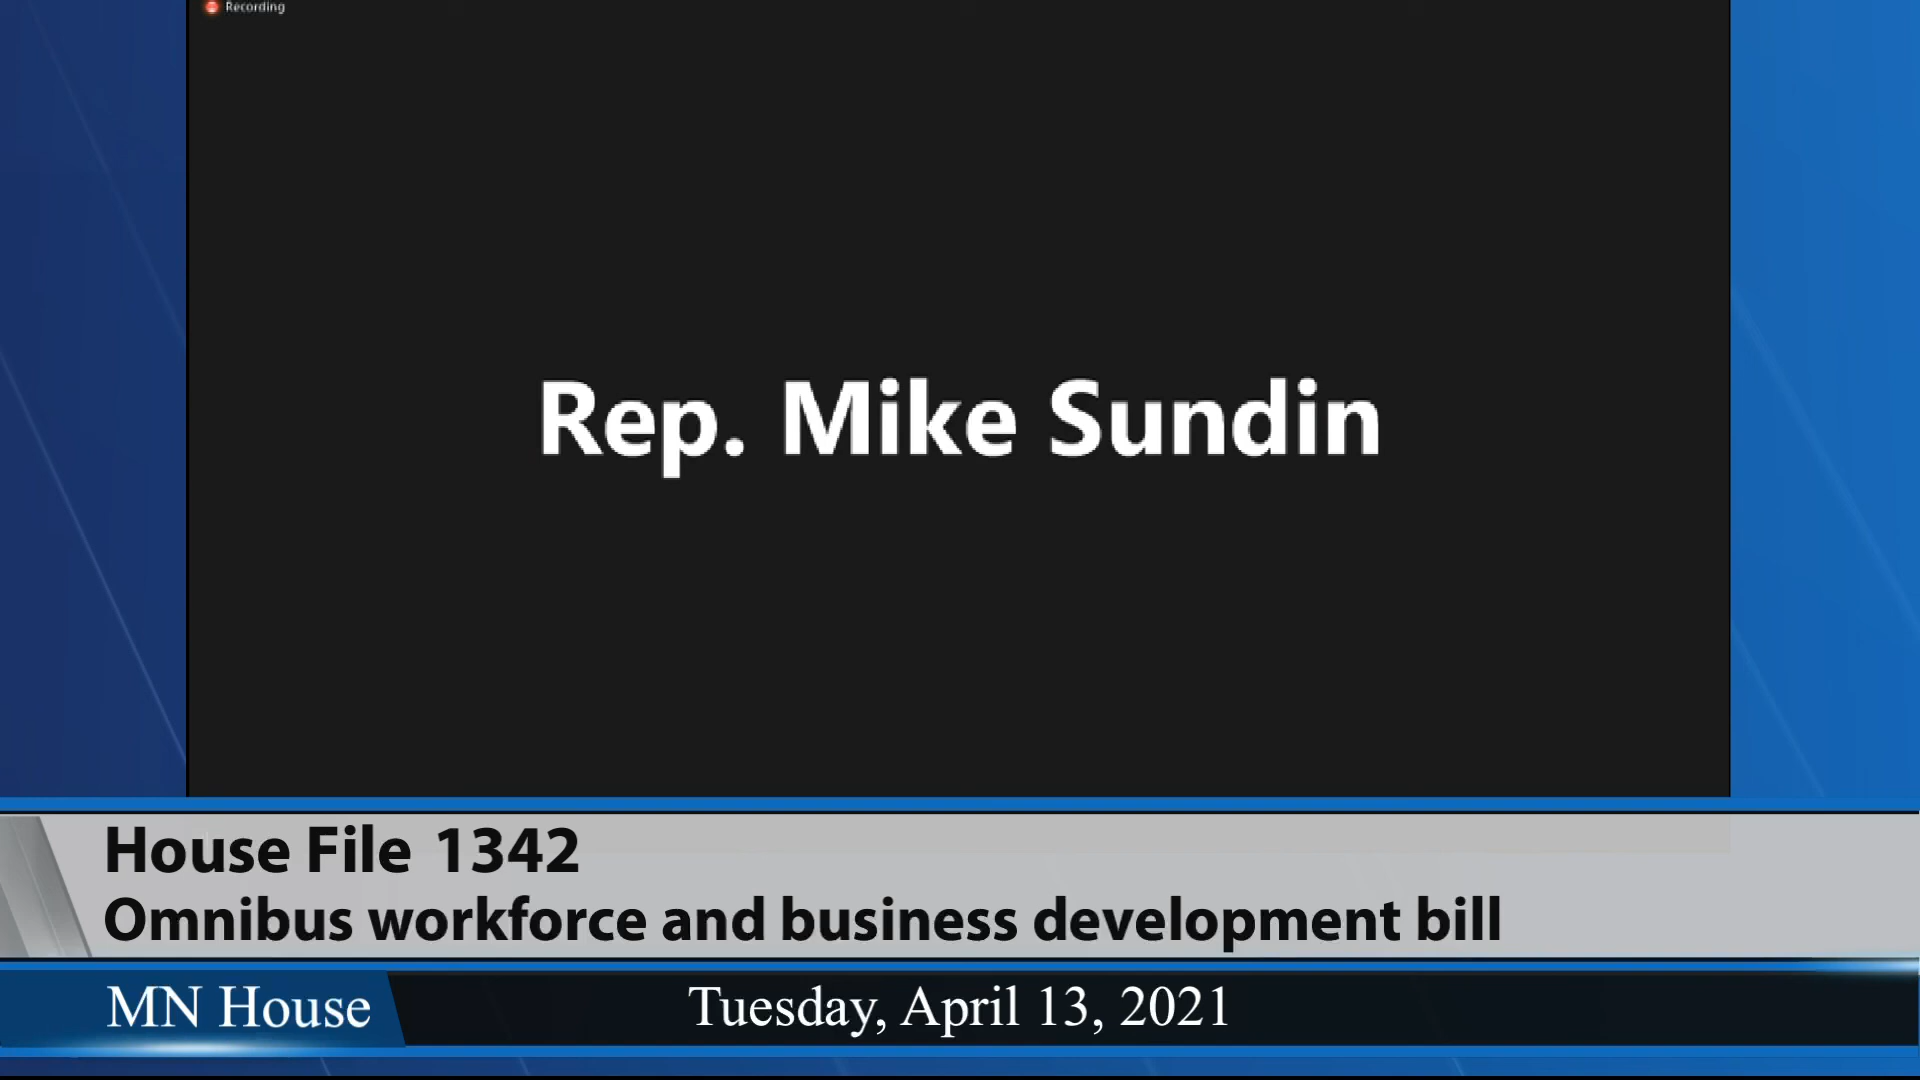 Recording
Rep. Mike Sundin
House File 1342
Omnibus workforce and business development bill
MN House
Tuesday, April 13, 2021